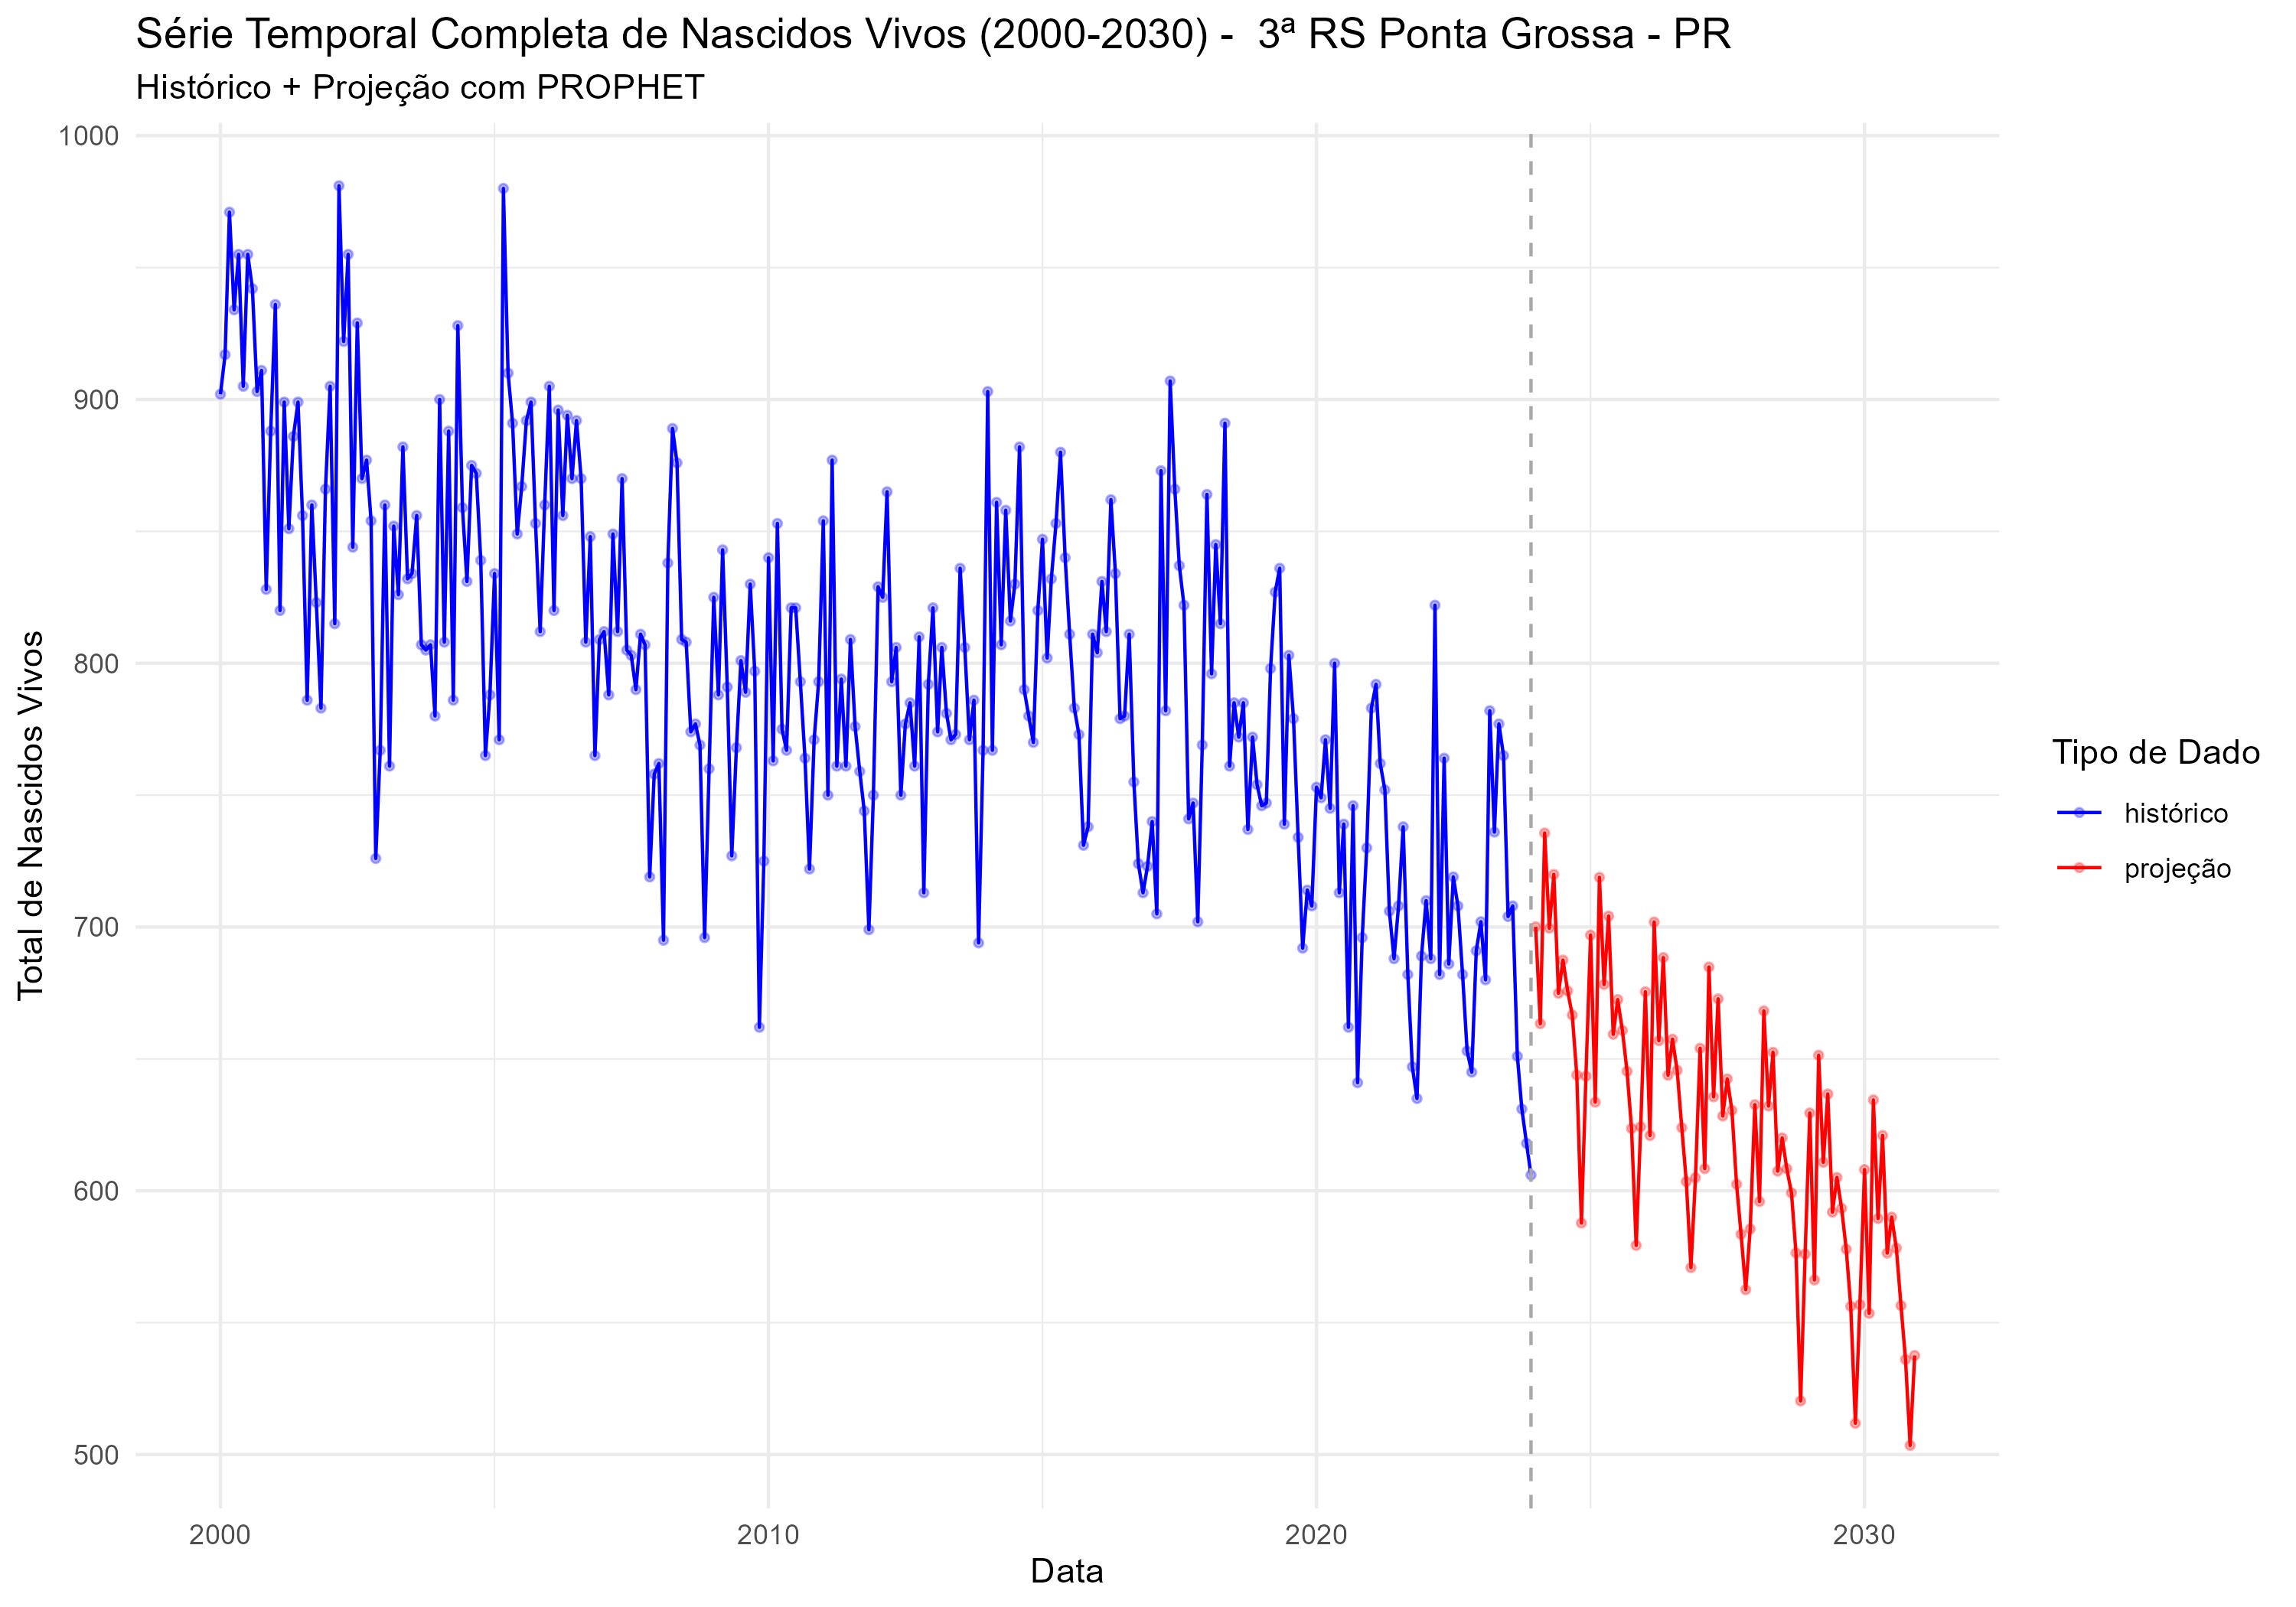 Série Temporal Completa de Nascidos Vivos (2000-2030) -  3ª RS Ponta Grossa - PR
Histórico + Projeção com PROPHET
Total de Nascidos Vivos
1000
900
800
700
600
500
2000
2010
2020
2030
Data
Tipo de Dado
histórico
projeção